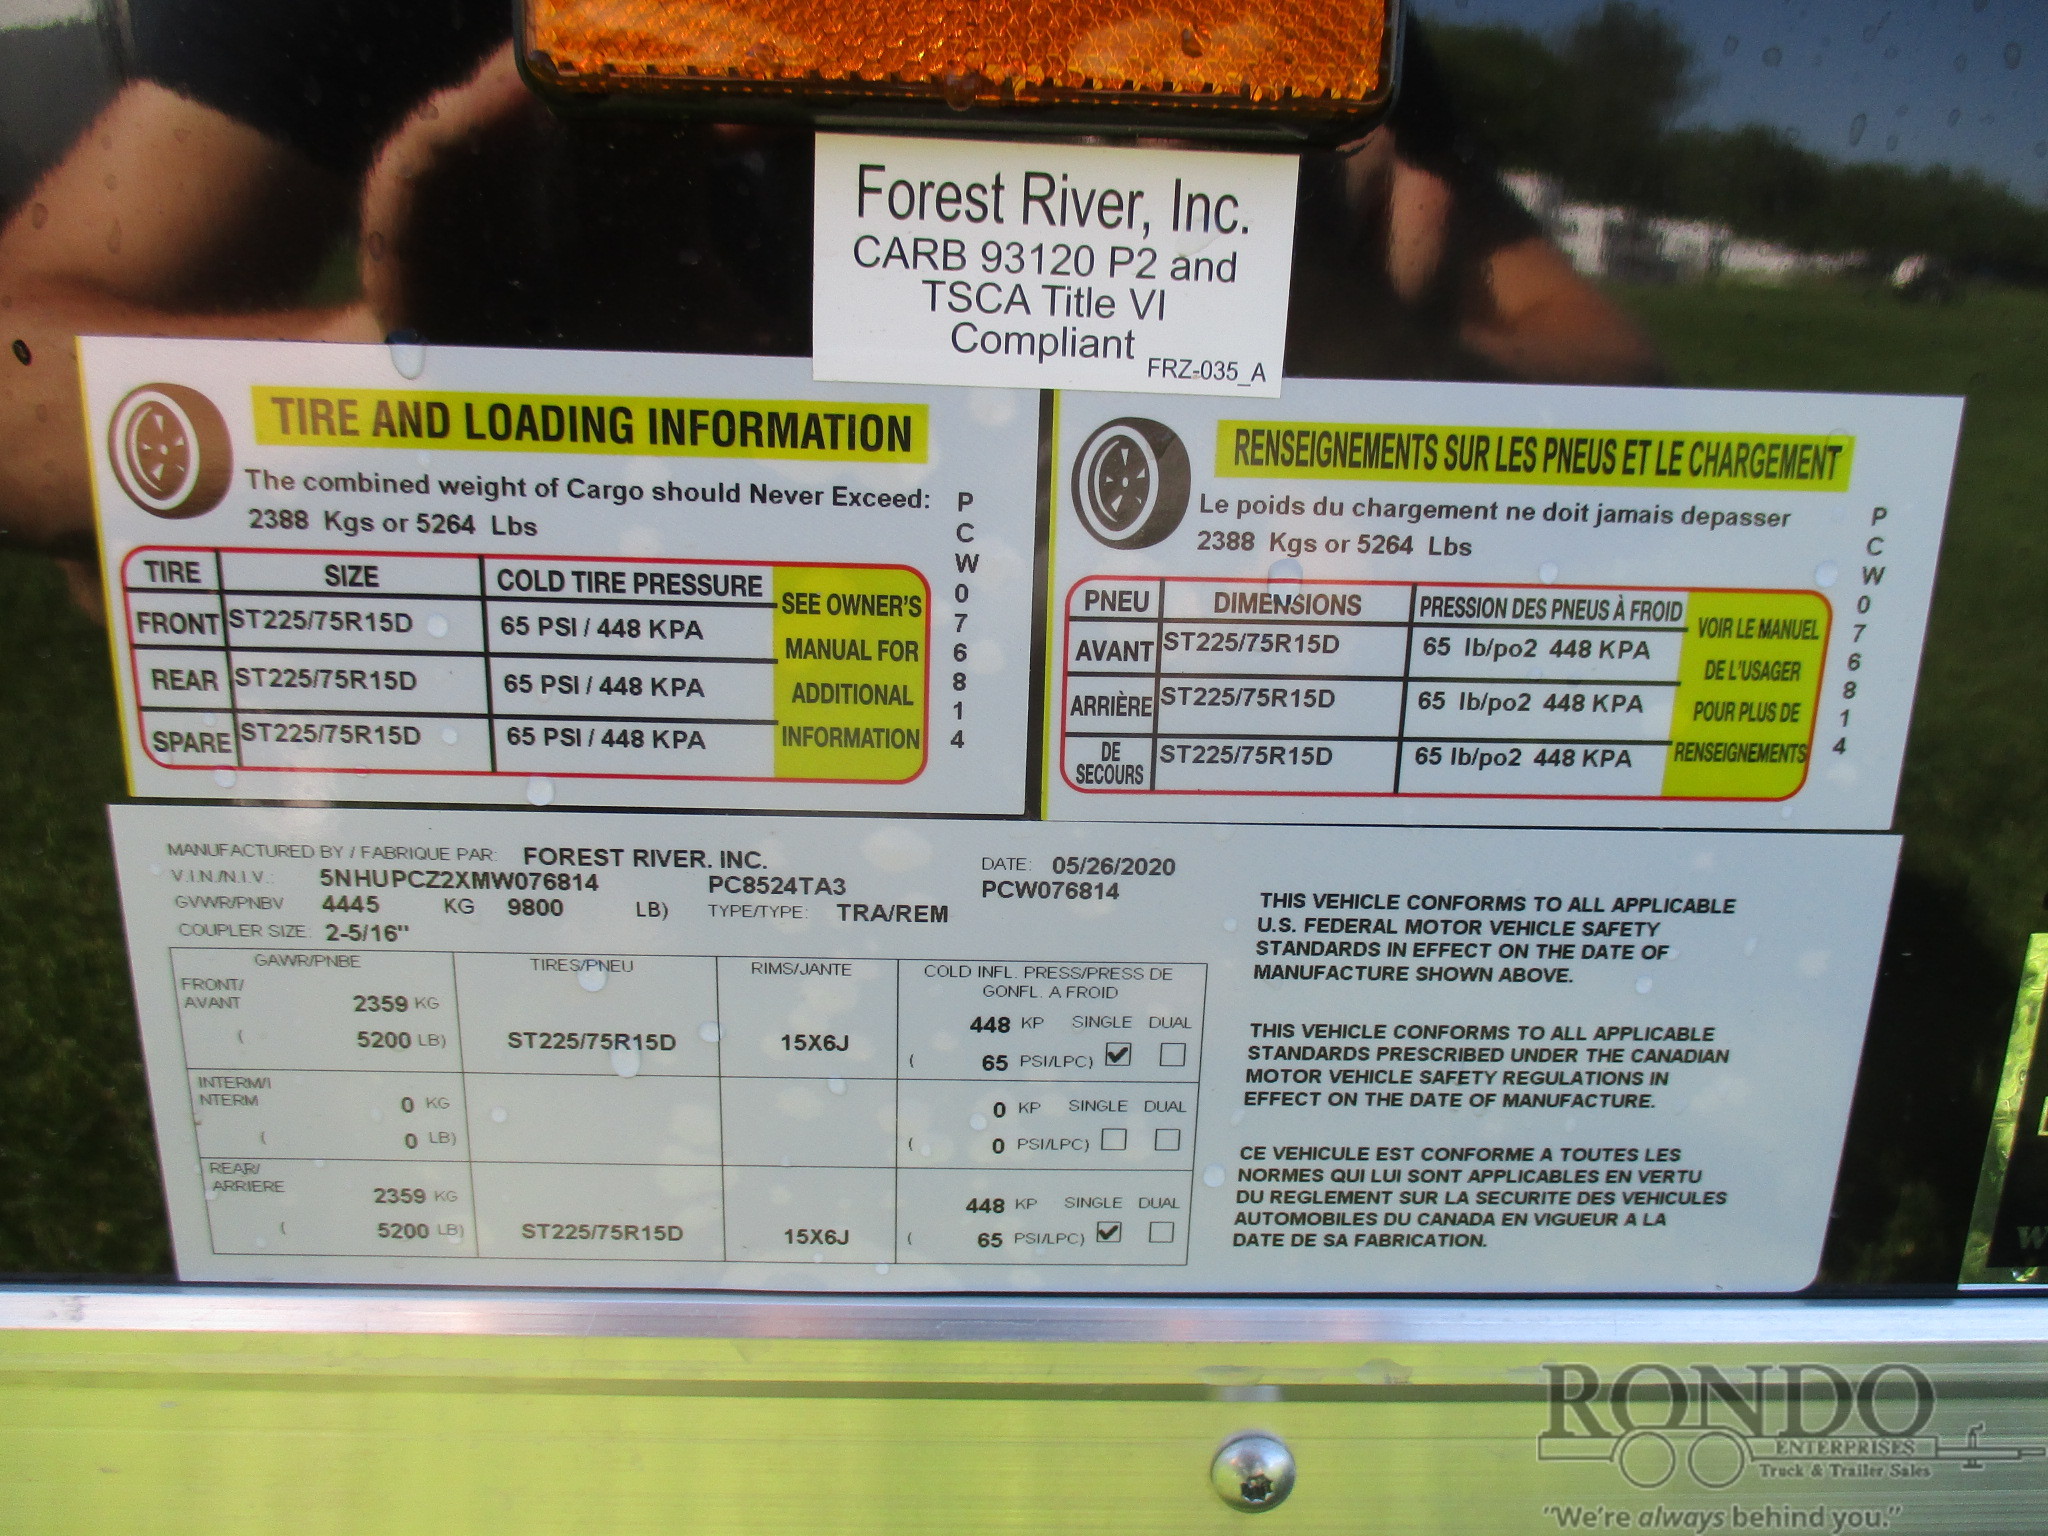 Forest River, Inc.
CARB 93120 P2 and
TSCA Title VI
Compliant
FRZ-035_A
TIRE AND LOADING INFORMATION
The combined weight of Cargo should Never Exceed:
2388 Kgs or 5264 Lbs
TIRE SIZE COLD TIRE PRESSURE
FRONT ST225/75R15D 65 PSI / 448 KPA
REAR ST225/75R15D 65 PSI / 448 KPA
SPARE ST225/75R15D 65 PSI / 448 KPA
SEE OWNER'S
MANUAL FOR
ADDITIONAL
INFORMATION
PCW076814
RENSEIGNEMENTS SUR LES PNEUS ET LE CHARGEMENT
Le poids du chargement ne doit jamais depasser
2388 Kgs or 5264 Lbs
PNEU DIMENSIONS PRESSION DES PNEUS À FROID
AVANT ST225/75R15D 65 lb/po2 448 KPA
ARRIÈRE ST225/75R15D 65 lb/po2 448 KPA
DE SECOURS ST225/75R15D 65 lb/po2 448 KPA
VOIR LE MANUEL
DE L'USAGER
POUR PLUS DE
RENSEIGNEMENTS
PCW076814
MANUFACTURED BY / FABRIQUE PAR: FOREST RIVER. INC. DATE: 05/26/2020
V.I.N./N.I.V.: 5NHUPCZ2XMW076814 PC8524TA3 PCW076814
GVWR/PNBV 4445 KG 9800 LB) TYPE/TYPE: TRA/REM
COUPLER SIZE: 2-5/16"
GAWR/PNBE TIRES/PNEU RIMS/JANTE COLD INFL. PRESS/PRESS DE
GONFL. A FROID
FRONT/
AVANT 2359 KG 448 KP SINGLE DUAL
( 5200 LB) ST225/75R15D 15X6J ( 65 PSI/LPC)
INTERM/I
NTERM 0 KG 0 KP SINGLE DUAL
( 0 LB) ( 0 PSI/LPC)
REAR/
ARRIERE 2359 KG 448 KP SINGLE DUAL
( 5200 LB) ST225/75R15D 15X6J ( 65 PSI/LPC)
THIS VEHICLE CONFORMS TO ALL APPLICABLE
U.S. FEDERAL MOTOR VEHICLE SAFETY
STANDARDS IN EFFECT ON THE DATE OF
MANUFACTURE SHOWN ABOVE.
THIS VEHICLE CONFORMS TO ALL APPLICABLE
STANDARDS PRESCRIBED UNDER THE CANADIAN
MOTOR VEHICLE SAFETY REGULATIONS IN
EFFECT ON THE DATE OF MANUFACTURE.
CE VEHICULE EST CONFORME A TOUTES LES
NORMES QUI LUI SONT APPLICABLES EN VERTU
DU REGLEMENT SUR LA SECURITE DES VEHICULES
AUTOMOBILES DU CANADA EN VIGUEUR A LA
DATE DE SA FABRICATION.
RONDO
ENTERPRISES
Truck & Trailer Sales
"We're always behind you."